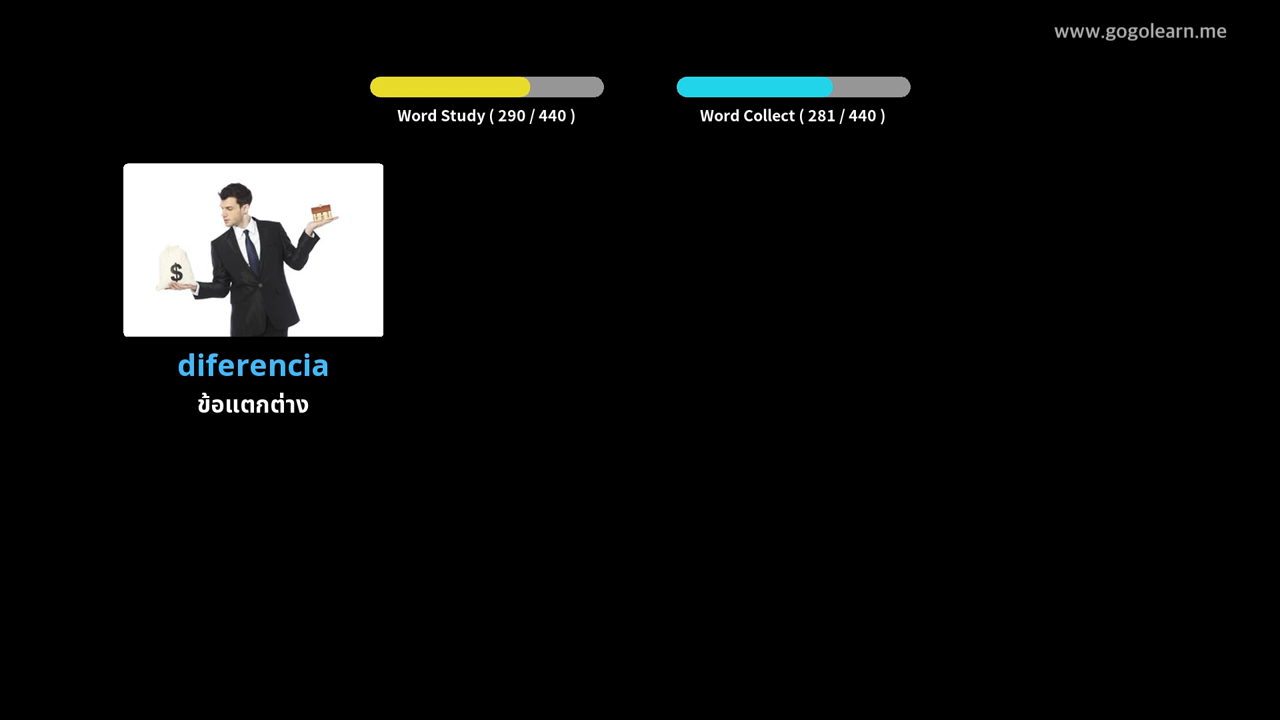 www.gogolearn.me
Word Study ( 290 / 440 )
Word Collect ( 281 / 440 )
$
diferencia
ข้อแตกต่าง